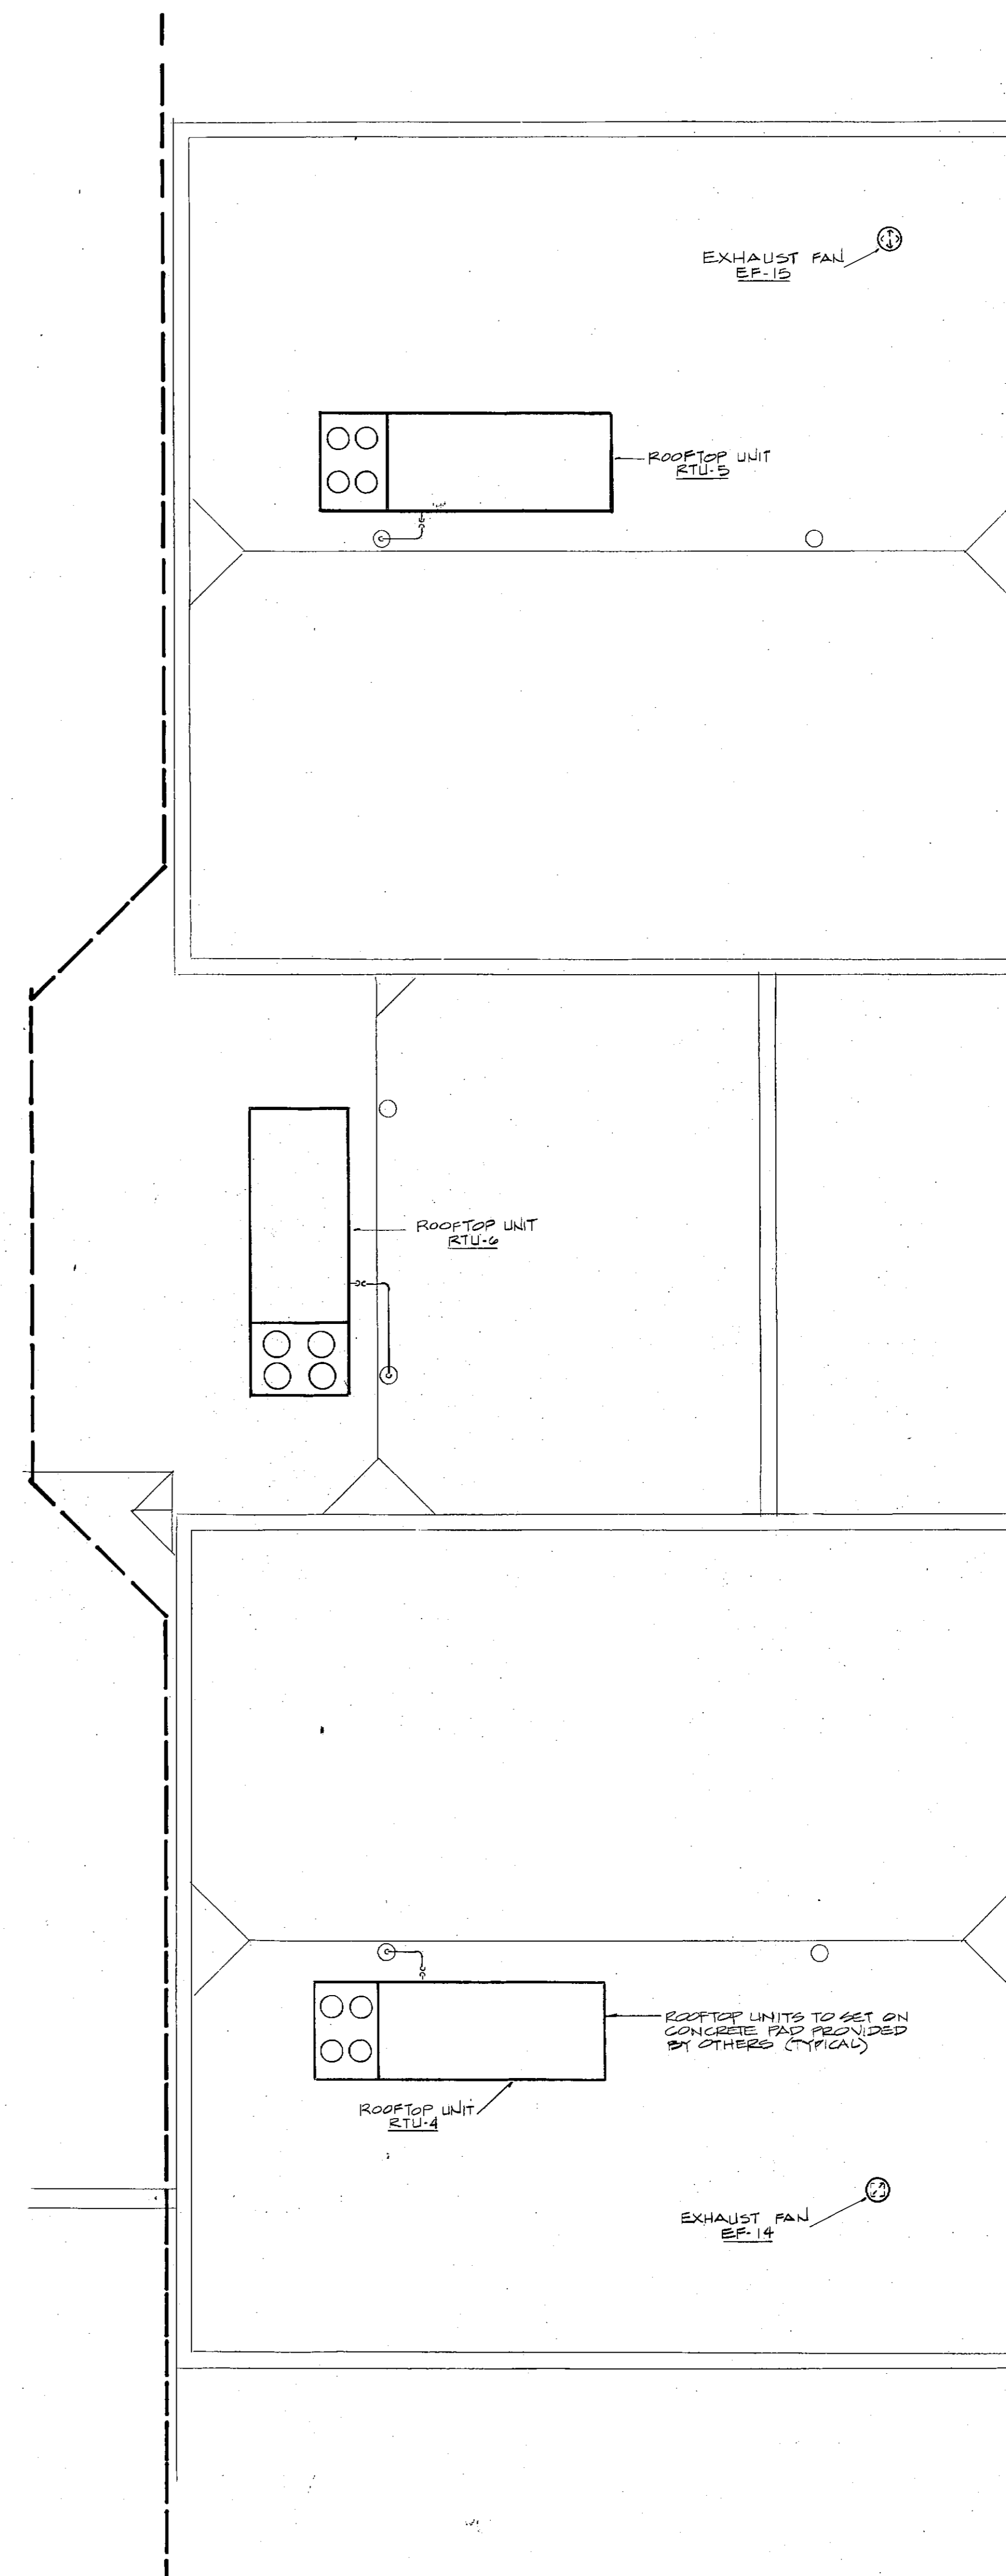 EXHAUST FAN
EF-15
ROOFTOP UNIT
RTU-5
ROOFTOP UNIT
RTU-6
ROOFTOP UNITS TO SET ON
CONCRETE PAD PROVIDED
BY OTHERS (TYPICAL)
ROOFTOP UNIT
RTU-4
EXHAUST FAN
EF-14